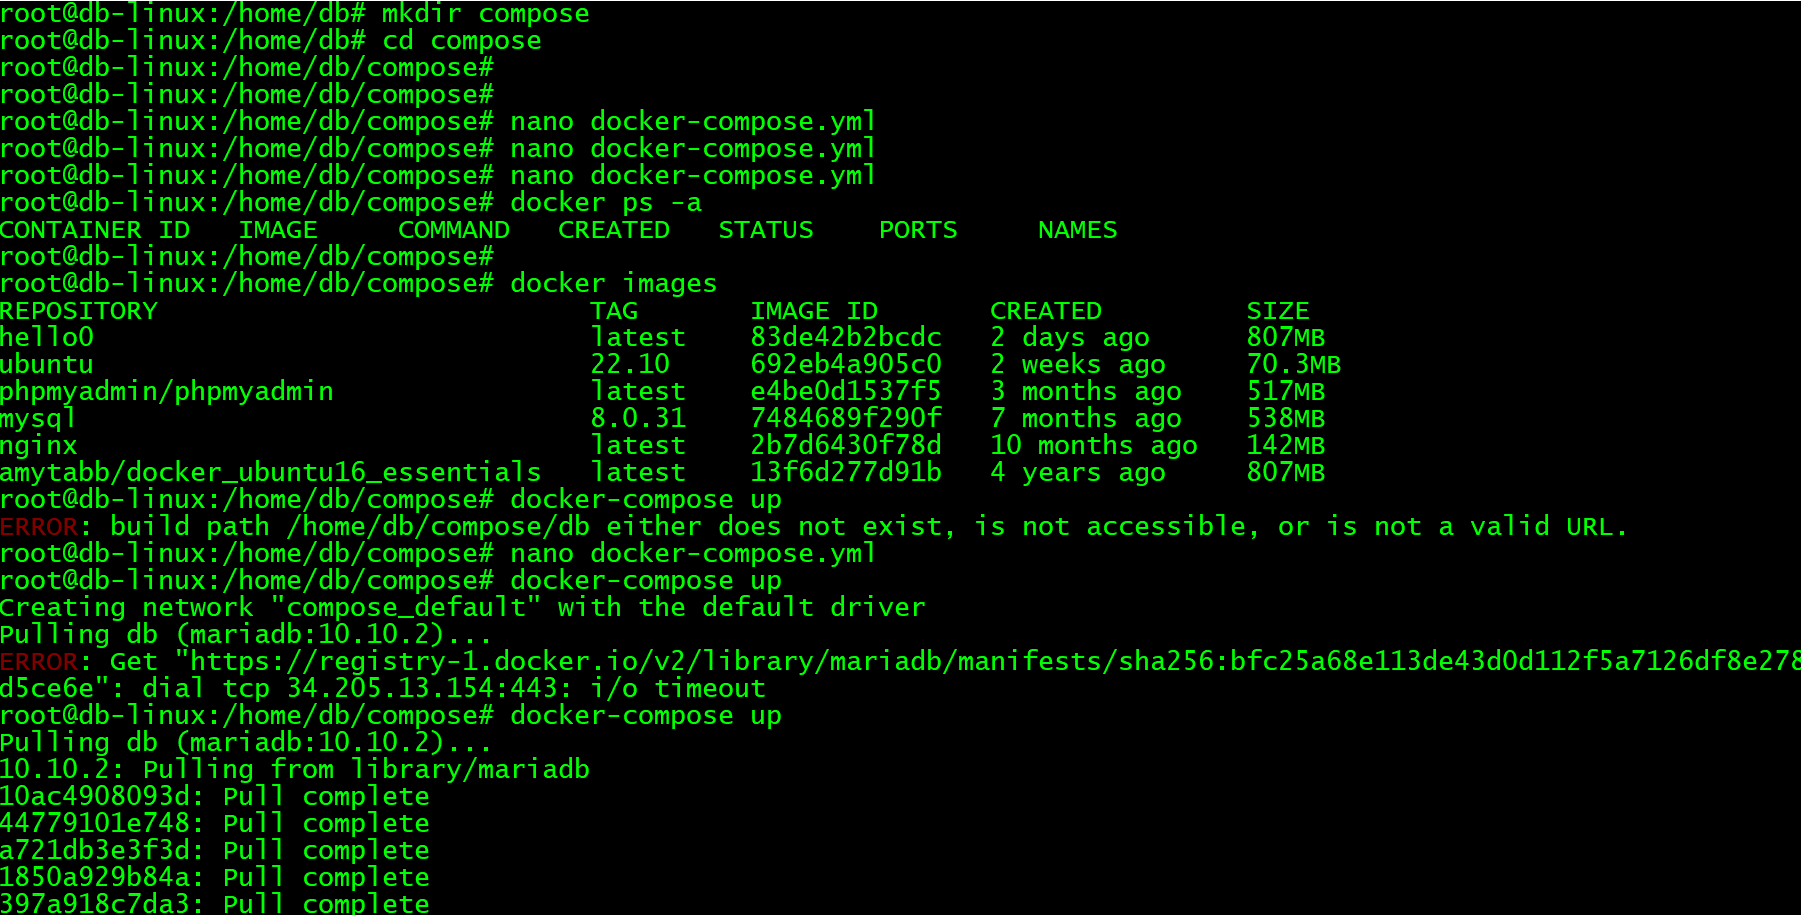 root@db-linux:/home/db# mkdir compose
root@db-linux:/home/db# cd compose
root@db-linux:/home/db/compose#
root@db-linux:/home/db/compose#
root@db-linux:/home/db/compose# nano docker-compose.yml
root@db-linux:/home/db/compose# nano docker-compose.yml
root@db-linux:/home/db/compose# nano docker-compose.yml
root@db-linux:/home/db/compose# docker ps -a
CONTAINER ID   IMAGE     COMMAND   CREATED   STATUS    PORTS     NAMES
root@db-linux:/home/db/compose#
root@db-linux:/home/db/compose# docker images
REPOSITORY                           TAG       IMAGE ID       CREATED         SIZE
hello0                               latest    83de42b2bcdc   2 days ago      807MB
ubuntu                               22.10     692eb4a905c0   2 weeks ago     70.3MB
phpmyadmin/phpmyadmin                latest    e4be0d1537f5   3 months ago    517MB
mysql                                8.0.31    7484689f290f   7 months ago    538MB
nginx                                latest    2b7d6430f78d   10 months ago   142MB
amytabb/docker_ubuntu16_essentials   latest    13f6d277d91b   4 years ago     807MB
root@db-linux:/home/db/compose# docker-compose up
ERROR: build path /home/db/compose/db either does not exist, is not accessible, or is not a valid URL.
root@db-linux:/home/db/compose# nano docker-compose.yml
root@db-linux:/home/db/compose# docker-compose up
Creating network "compose_default" with the default driver
Pulling db (mariadb:10.10.2)...
ERROR: Get "https://registry-1.docker.io/v2/library/mariadb/manifests/sha256:bfc25a68e113de43d0d112f5a7126df8e278
d5ce6e": dial tcp 34.205.13.154:443: i/o timeout
root@db-linux:/home/db/compose# docker-compose up
Pulling db (mariadb:10.10.2)...
10.10.2: Pulling from library/mariadb
10ac4908093d: Pull complete
44779101e748: Pull complete
a721db3e3f3d: Pull complete
1850a929b84a: Pull complete
397a918c7da3: Pull complete